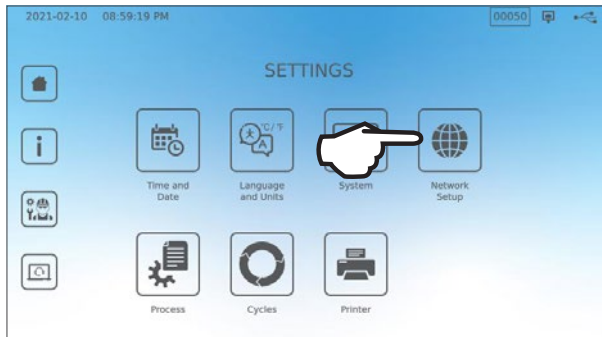 2021-02-10 08:59:19 PM 00050
SETTINGS
°C/°F
A
Time and
Date
Language
and Units
System
Network
Setup
Process
Cycles
Printer